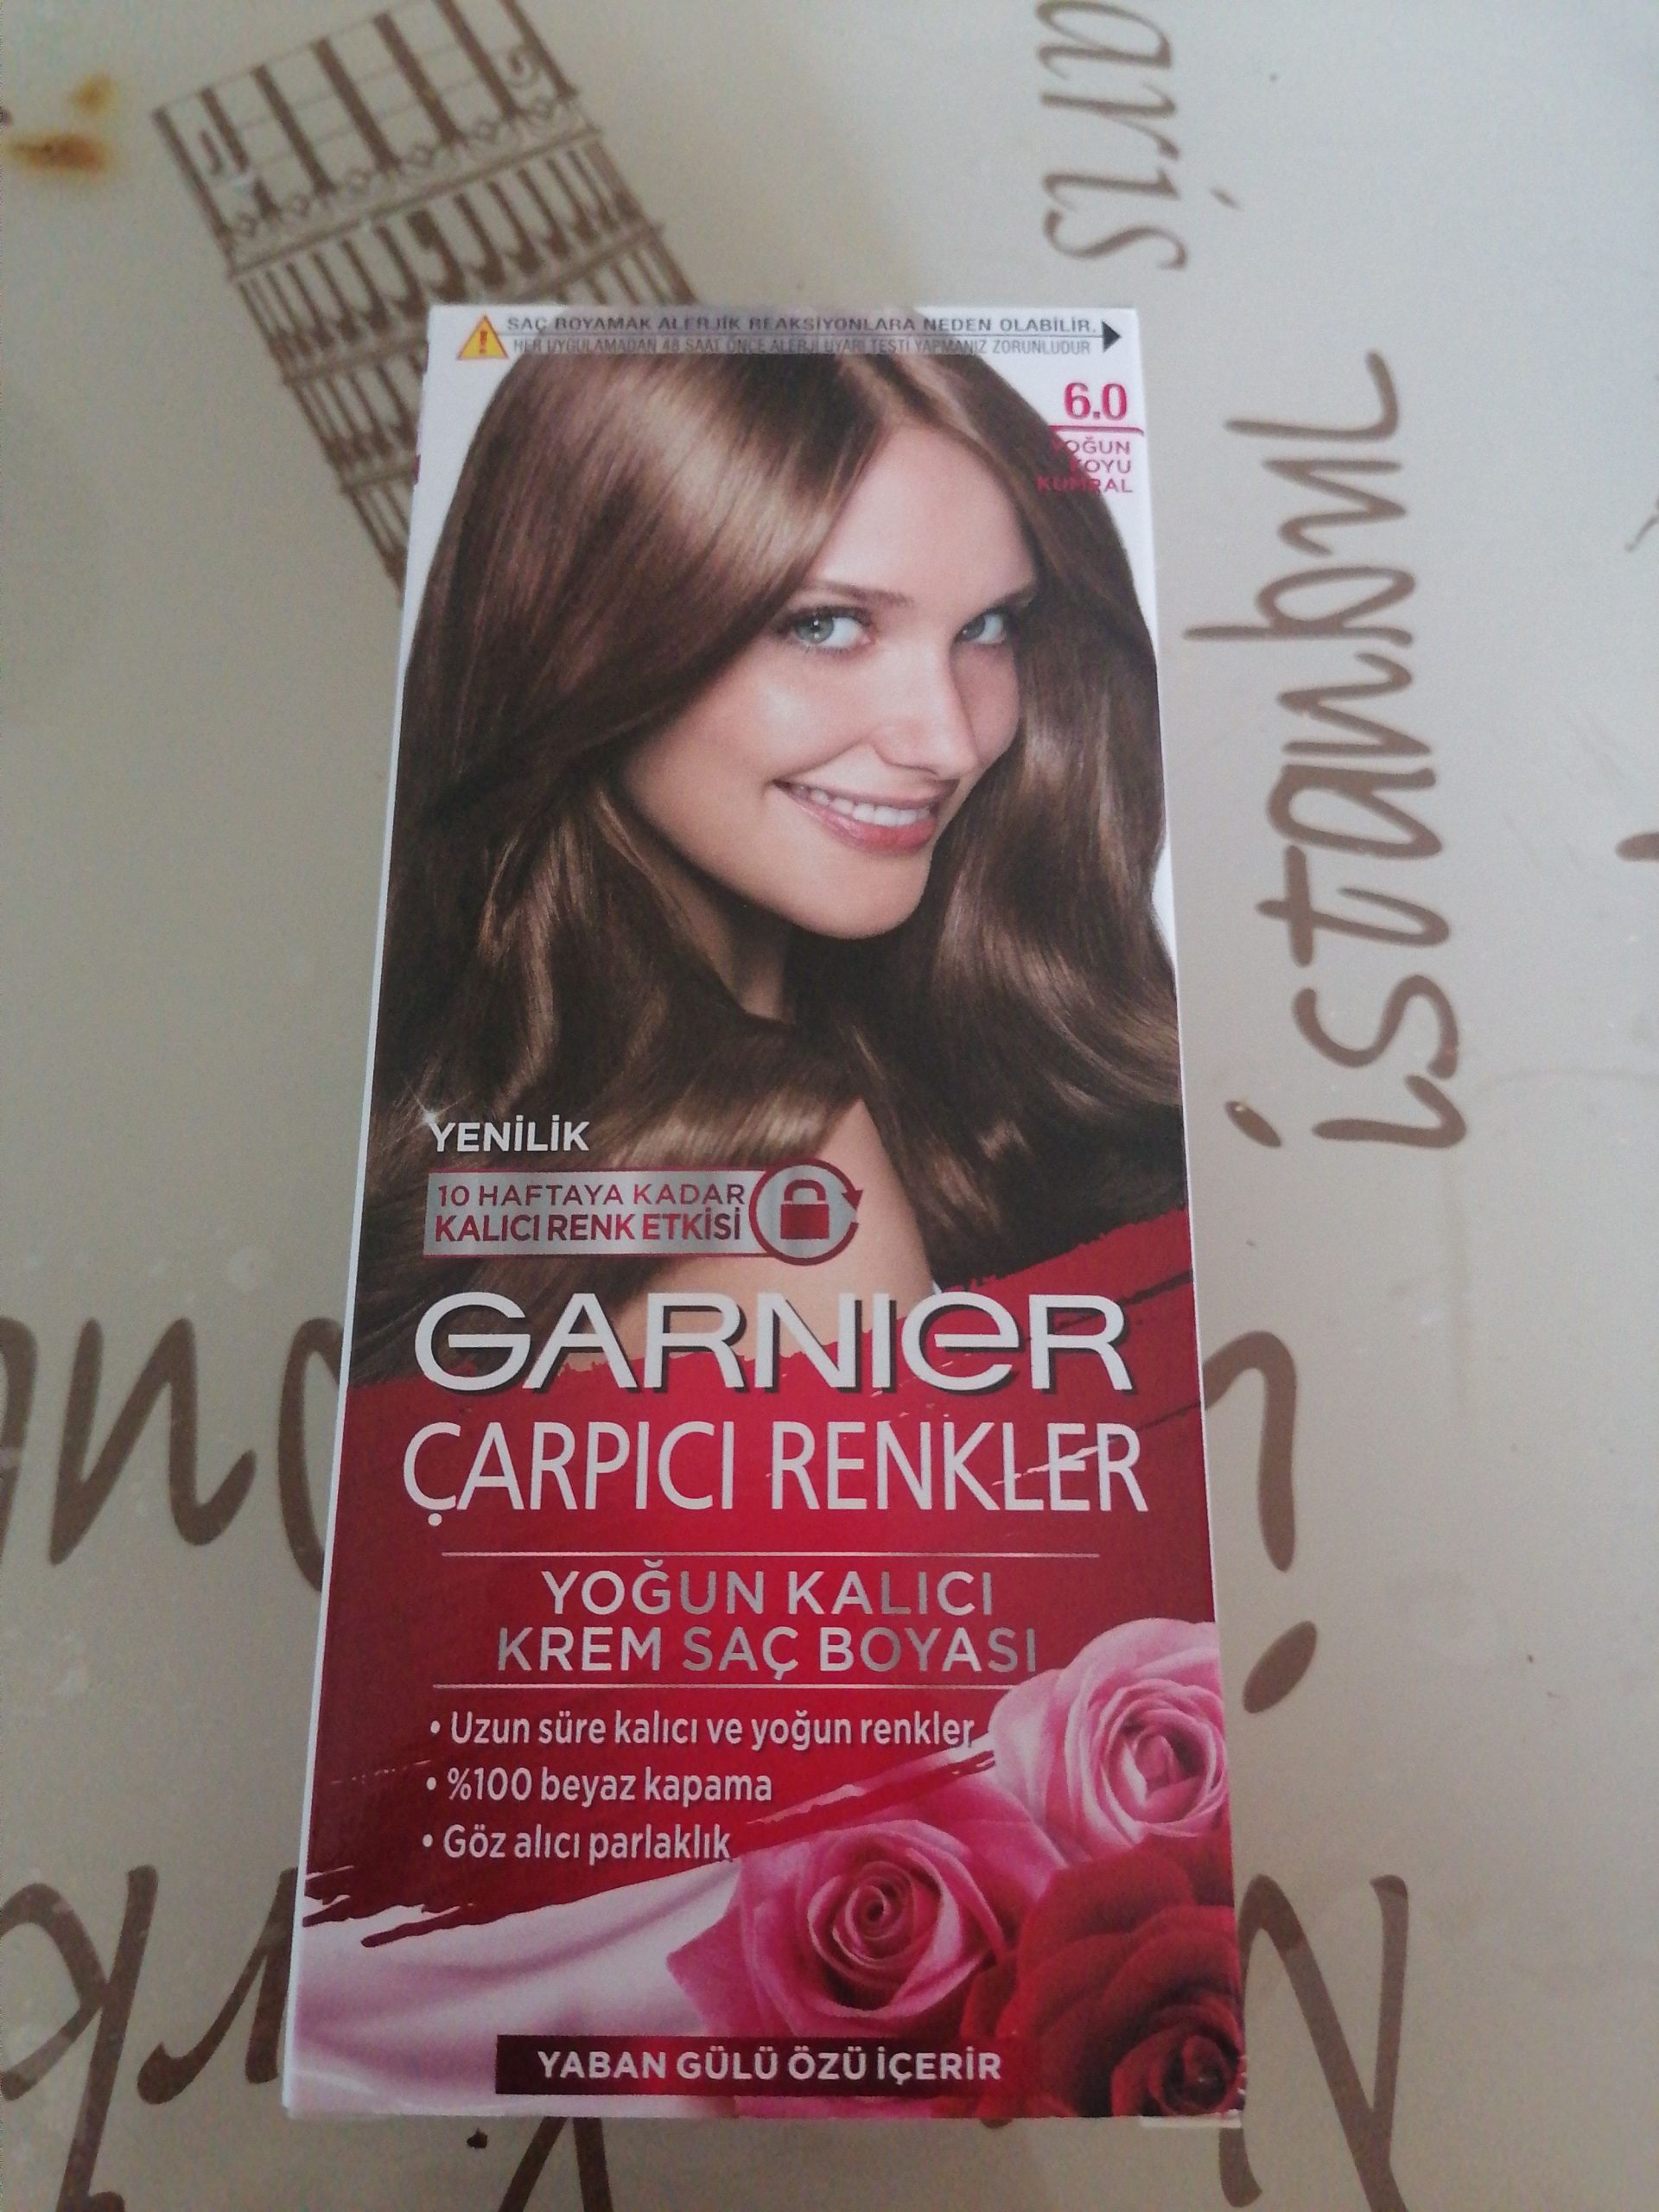 SAÇ BOYAMAK ALERJİK REAKSİYONLARA NEDEN OLABİLİR.
HER UYGULAMADAN 48 SAAT ÖNCE ALERJİ UYARI TESTİ YAPMANIZ ZORUNLUDUR
6.0
YOĞUN
KOYU
KUMRAL
YENİLİK
10 HAFTAYA KADAR
KALICI RENK ETKİSİ
GARNIeR
ÇARPICI RENKLER
YOĞUN KALICI
KREM SAÇ BOYASI
• Uzun süre kalıcı ve yoğun renkler
• %100 beyaz kapama
• Göz alıcı parlaklık
YABAN GÜLÜ ÖZÜ İÇERİR
aris
istanbul